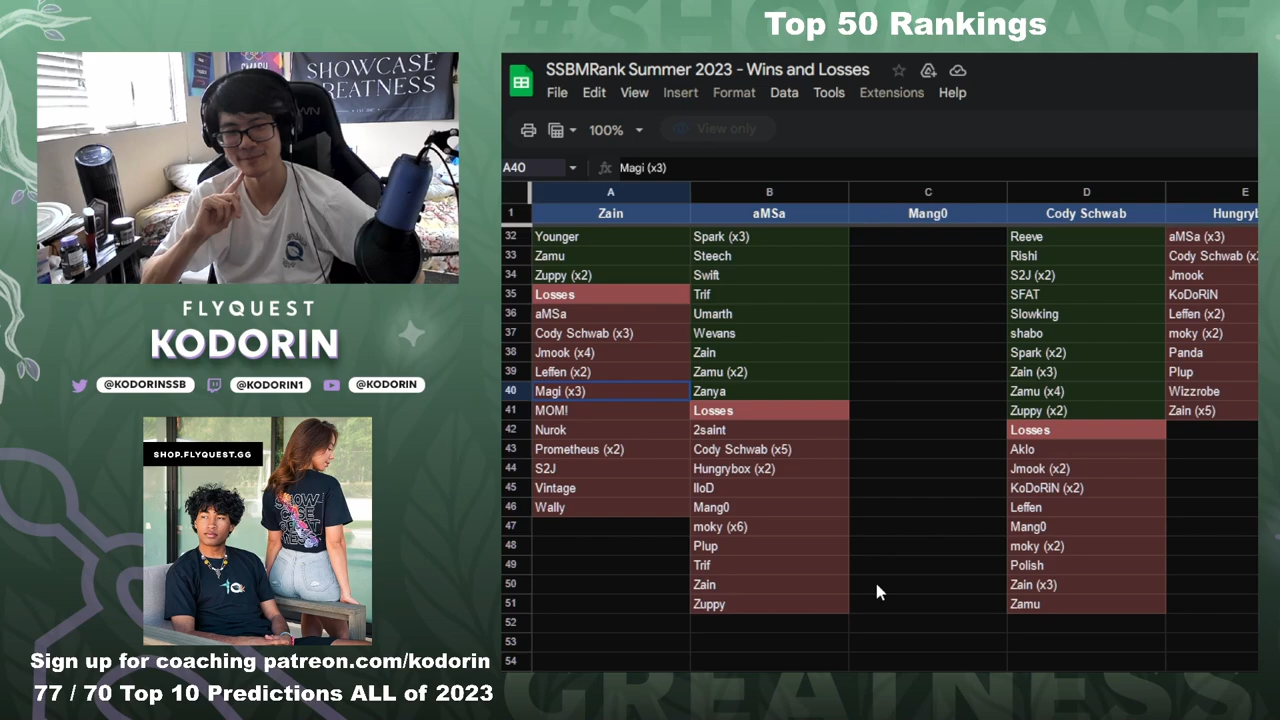 #SHOWCASE
Top 50 Rankings
SHOWCASE
GREATNESS
SSBMRank Summer 2023 - Wins and Losses
File Edit View Insert Format Data Tools Extensions Help
100% View only
A40 fx Magi (x3)
A B C D E
1 Zain aMSa Mang0 Cody Schwab
32 Younger Spark (x3) Reeve aMSa (x3)
33 Zamu Steech Rishi Cody Schwab
34 Zuppy (x2) Swift S2J (x2) Jmook
35 Losses Trif SFAT KoDoRiN
36 aMSa Umarth Slowking Leffen (x2)
37 Cody Schwab (x3) Wevans shabo moky (x2)
38 Jmook (x4) Zain Spark (x2) Panda
39 Leffen (x2) Zamu (x2) Zain (x3) Plup
40 Magi (x3) Zanya Zamu (x4) Wizzrobe
41 MOM! Losses Zuppy (x2) Zain (x5)
42 Nurok 2saint Losses
43 Prometheus (x2) Cody Schwab (x5) Aklo
44 S2J Hungrybox (x2) Jmook (x2)
45 Vintage lloD KoDoRiN (x2)
46 Wally Mang0 Leffen
47 moky (x6) Mang0
48 Plup moky (x2)
49 Trif Polish
50 Zain Zain (x3)
51 Zuppy Zamu
52
53
54
FLYQUEST
KODORIN
@KODORINSSB @KODORIN1 @KODORIN
SHOP.FLYQUEST.GG
Sign up for coaching patreon.com/kodorin
77 / 70 Top 10 Predictions ALL of 2023
GREATNESS